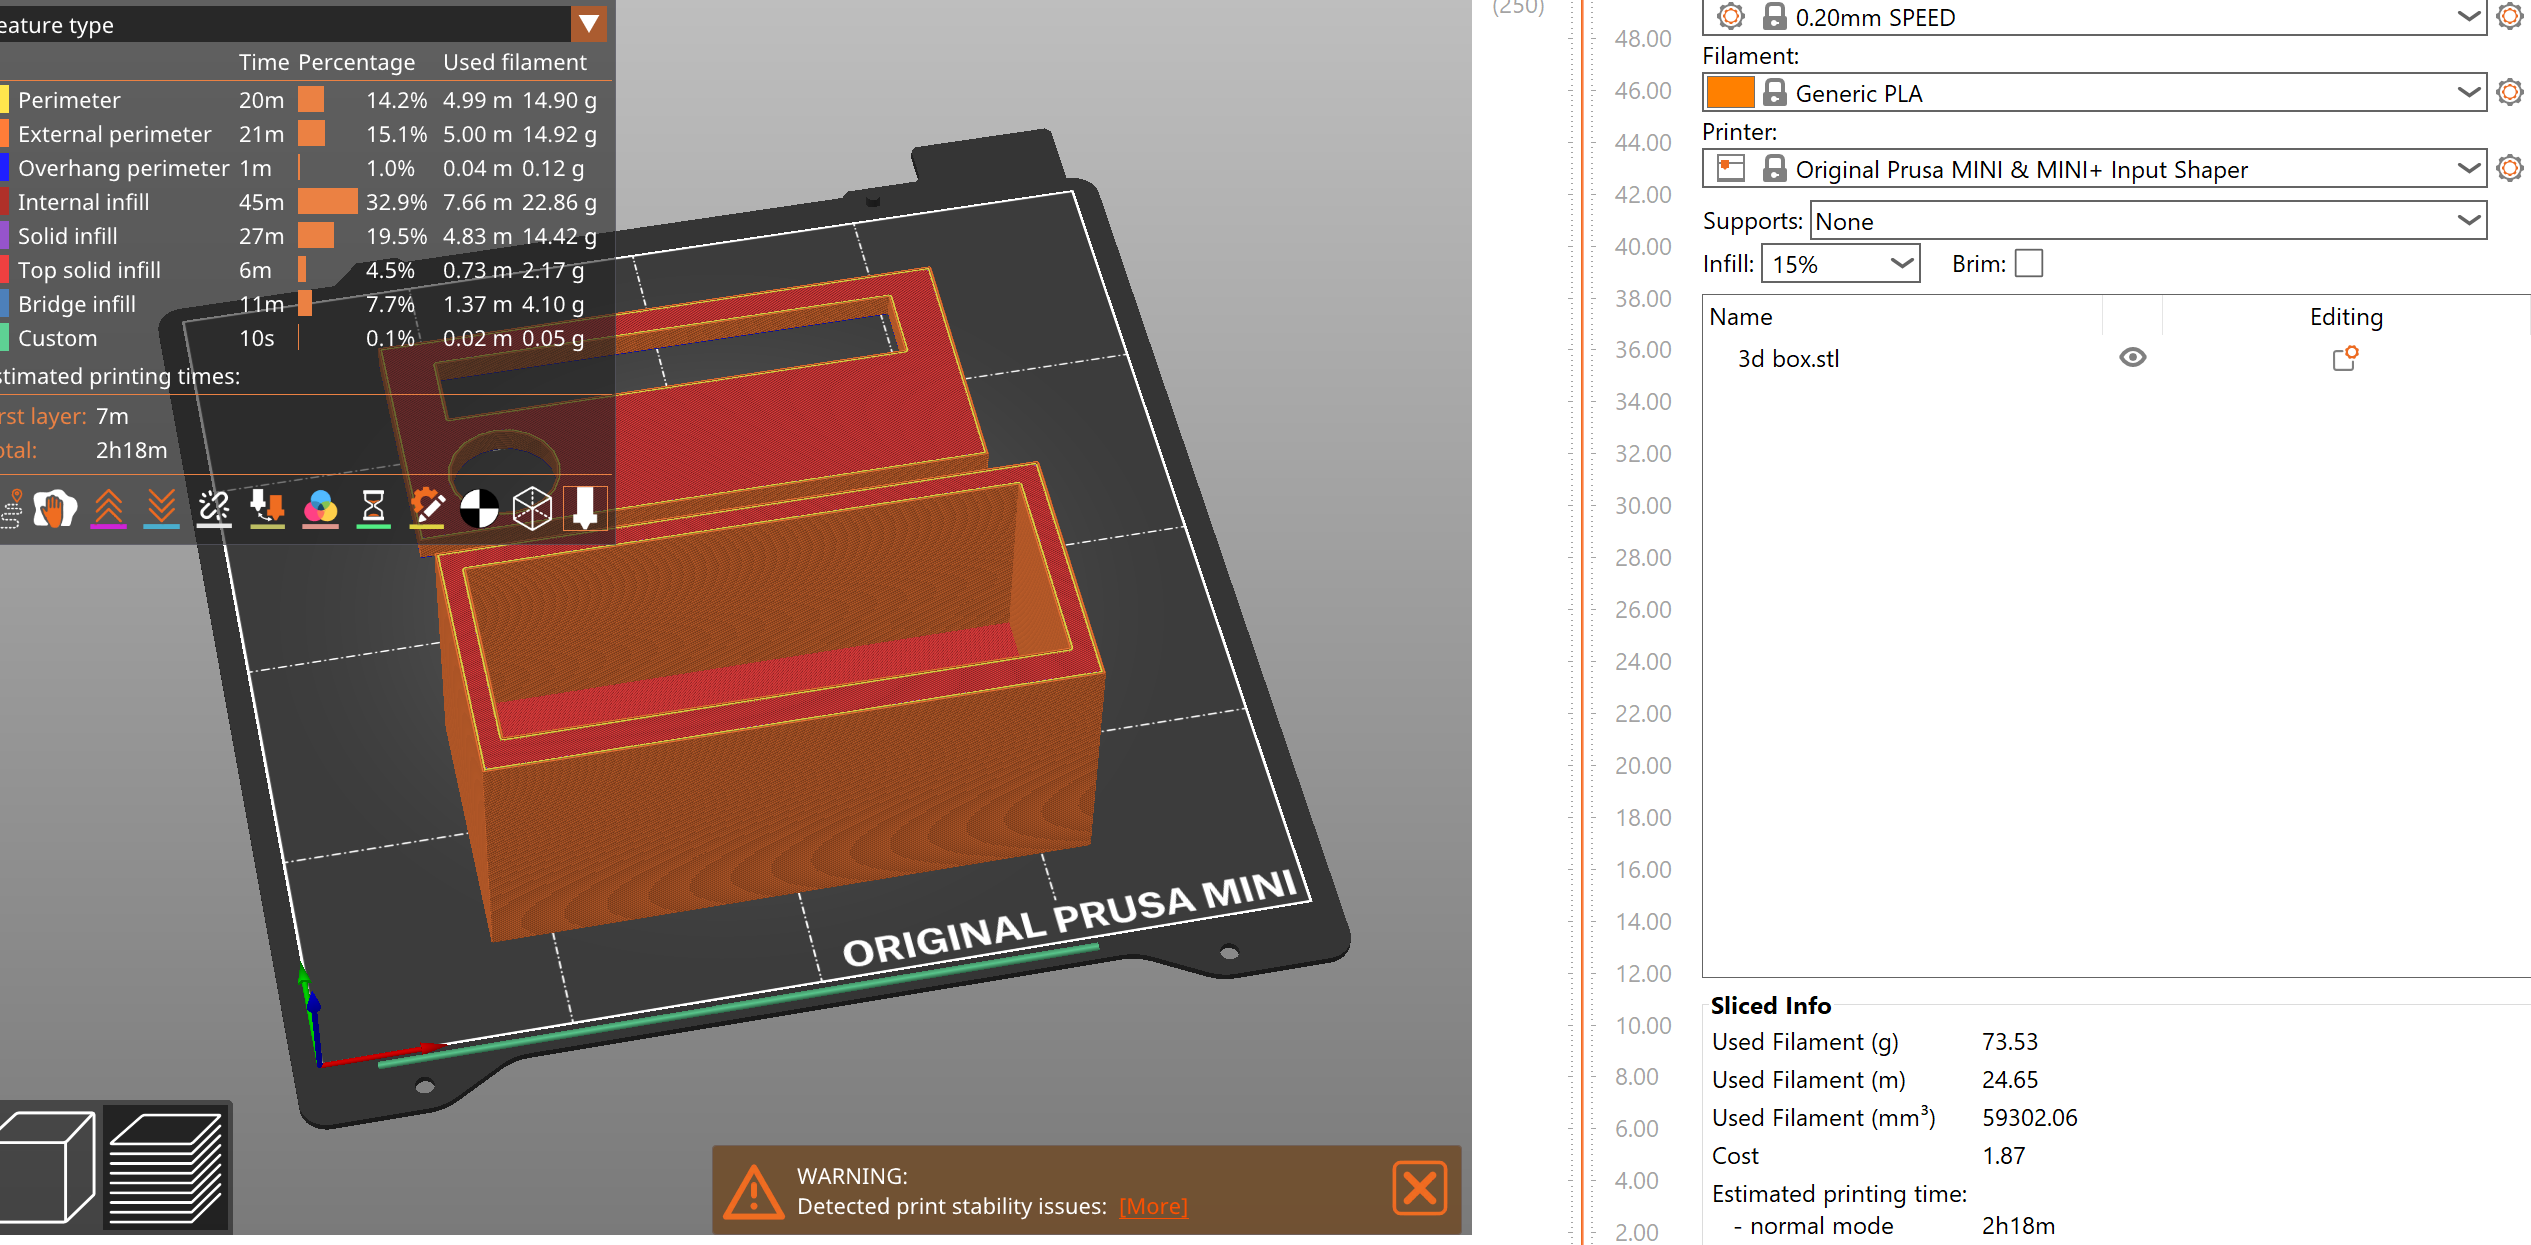 eature type
Time Percentage Used filament
Perimeter 20m 14.2% 4.99 m 14.90 g
External perimeter 21m 15.1% 5.00 m 14.92 g
Overhang perimeter 1m 1.0% 0.04 m 0.12 g
Internal infill 45m 32.9% 7.66 m 22.86 g
Solid infill 27m 19.5% 4.83 m 14.42 g
Top solid infill 6m 4.5% 0.73 m 2.17 g
Bridge infill 11m 7.7% 1.37 m 4.10 g
Custom 10s 0.1% 0.02 m 0.05 g
stimated printing times:
rst layer: 7m
otal: 2h18m
ORIGINAL PRUSA MINI
WARNING:
Detected print stability issues: [More]
(250)
48.00
46.00
44.00
42.00
40.00
38.00
36.00
34.00
32.00
30.00
28.00
26.00
24.00
22.00
20.00
18.00
16.00
14.00
12.00
10.00
8.00
6.00
4.00
2.00
0.20mm SPEED
Filament:
Generic PLA
Printer:
Original Prusa MINI & MINI+ Input Shaper
Supports: None
Infill: 15% Brim:
Name Editing
3d box.stl
Sliced Info
Used Filament (g) 73.53
Used Filament (m) 24.65
Used Filament (mm³) 59302.06
Cost 1.87
Estimated printing time:
- normal mode 2h18m